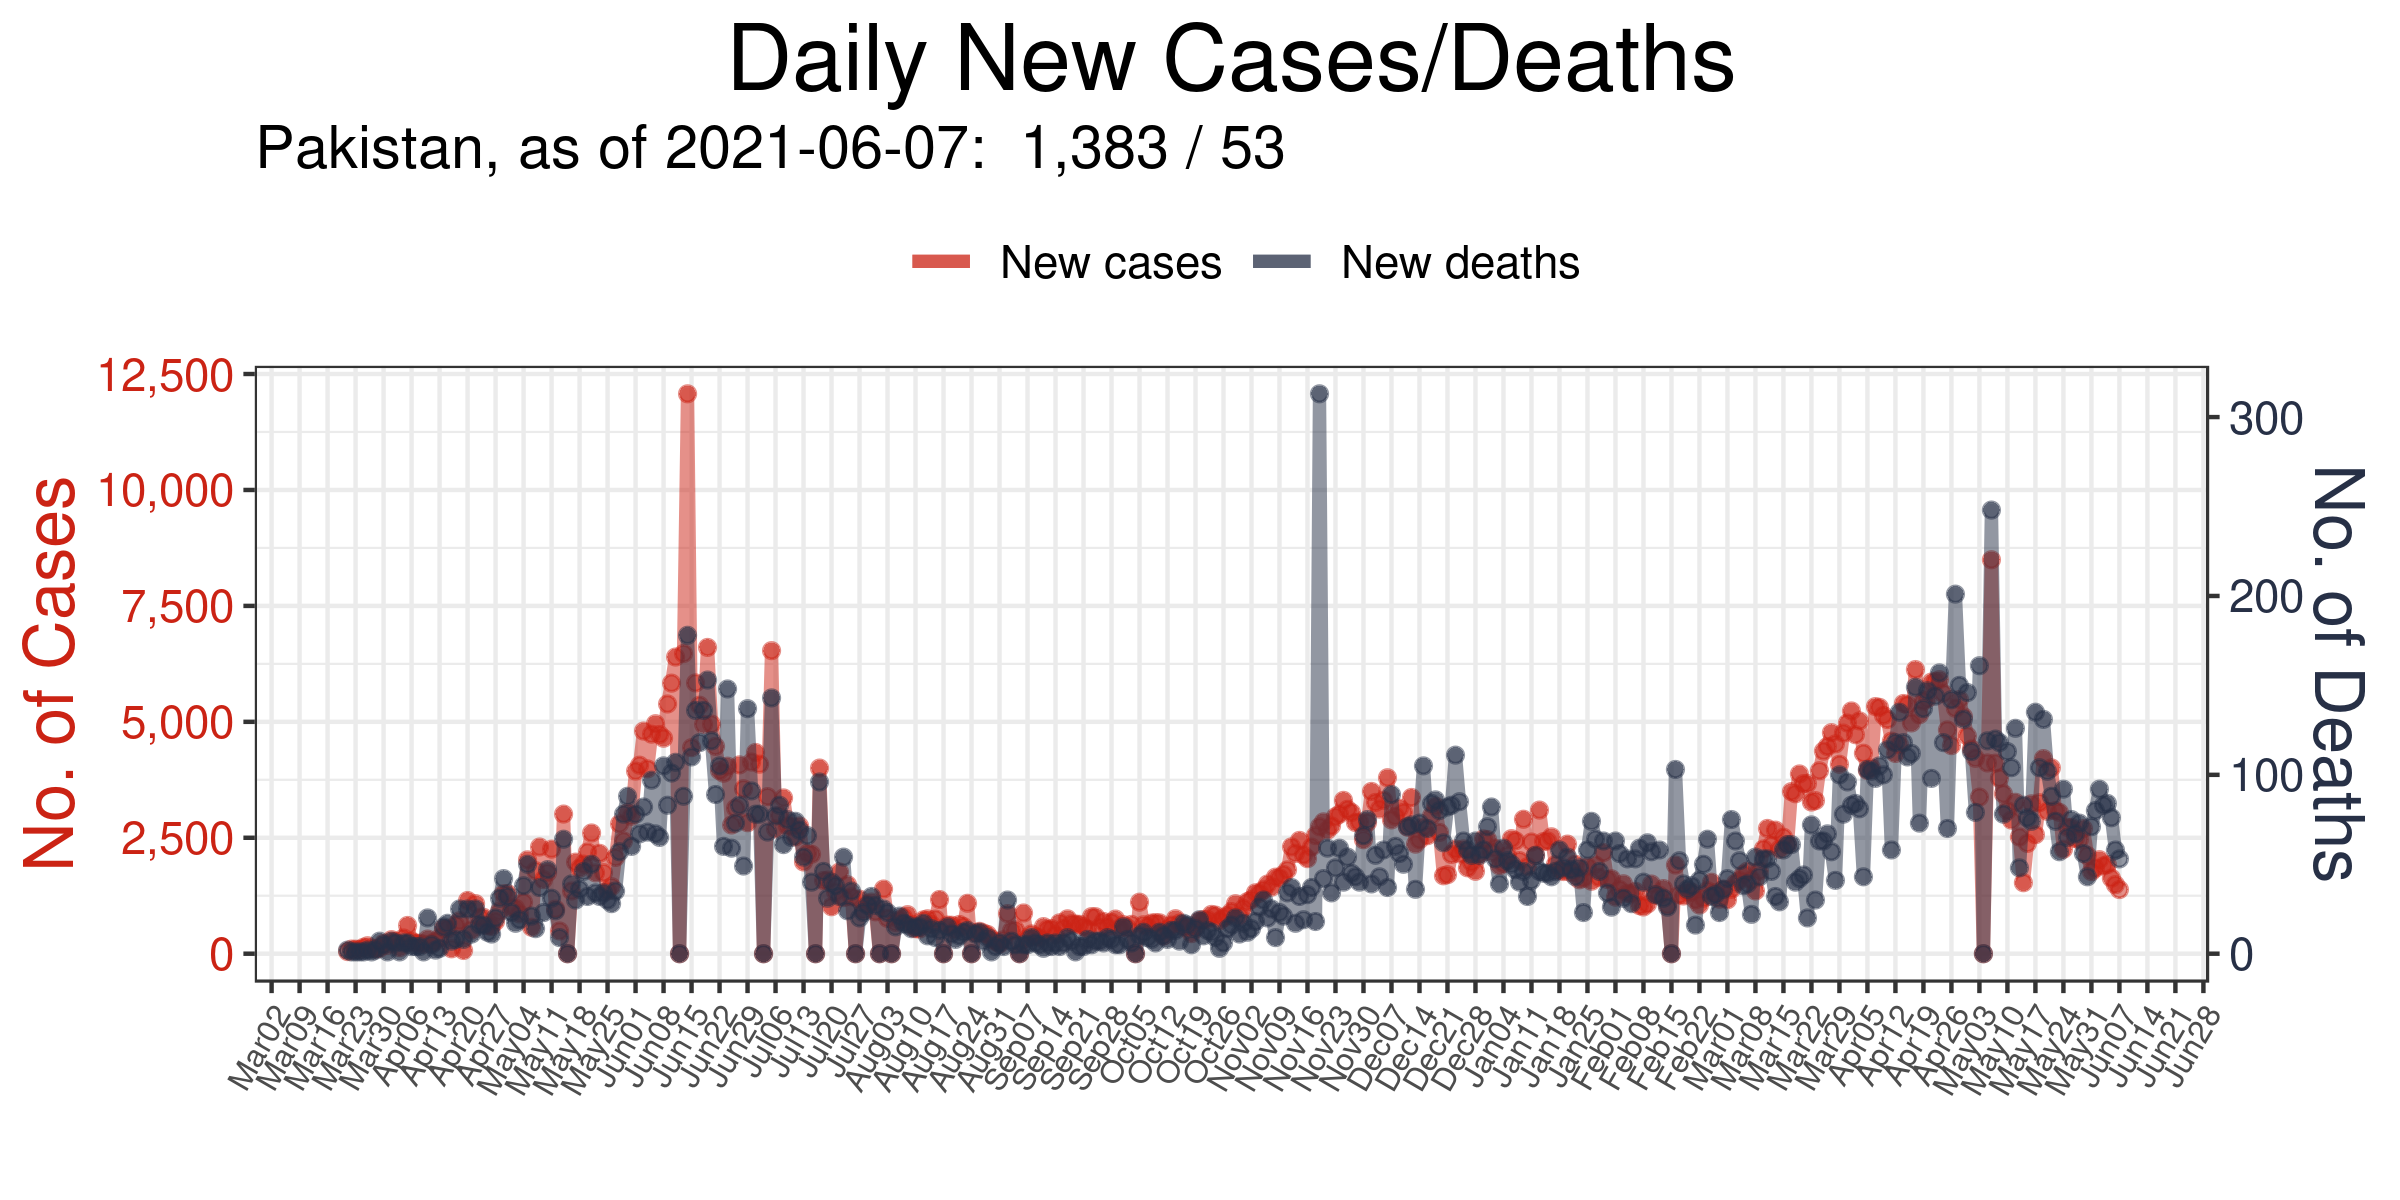 Daily New Cases/Deaths
Pakistan, as of 2021-06-07:  1,383 / 53
New cases New deaths
No. of Cases
12,500
10,000
7,500
5,000
2,500
0
300
200
100
0
No. of Deaths
Mar02 Mar09 Mar16 Mar23 Mar30 Apr06 Apr13 Apr20 Apr27 May04 May11 May18 May25 Jun01 Jun08 Jun15 Jun22 Jun29 Jul06 Jul13 Jul20 Jul27 Aug03 Aug10 Aug17 Aug24 Aug31 Sep07 Sep14 Sep21 Sep28 Oct05 Oct12 Oct19 Oct26 Nov02 Nov09 Nov16 Nov23 Nov30 Dec07 Dec14 Dec21 Dec28 Jan04 Jan11 Jan18 Jan25 Feb01 Feb08 Feb15 Feb22 Mar01 Mar08 Mar15 Mar22 Mar29 Apr05 Apr12 Apr19 Apr26 May03 May10 May17 May24 May31 Jun07 Jun14 Jun21 Jun28